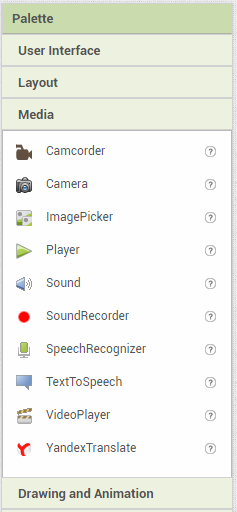 Palette
User Interface
Layout
Media
Camcorder
Camera
ImagePicker
Player
Sound
SoundRecorder
SpeechRecognizer
TextToSpeech
VideoPlayer
YandexTranslate
Drawing and Animation